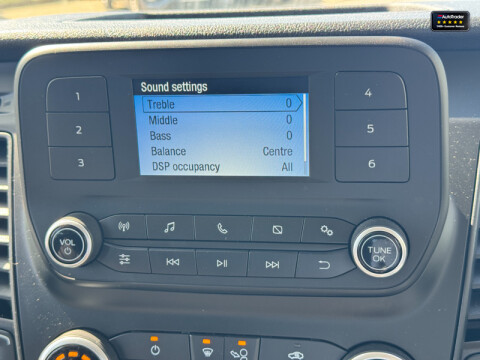 AutoTrader
Sound settings
Treble 0
Middle 0
Bass 0
Balance Centre
DSP occupancy All
1
2
3
4
5
6
VOL
TUNE
OK